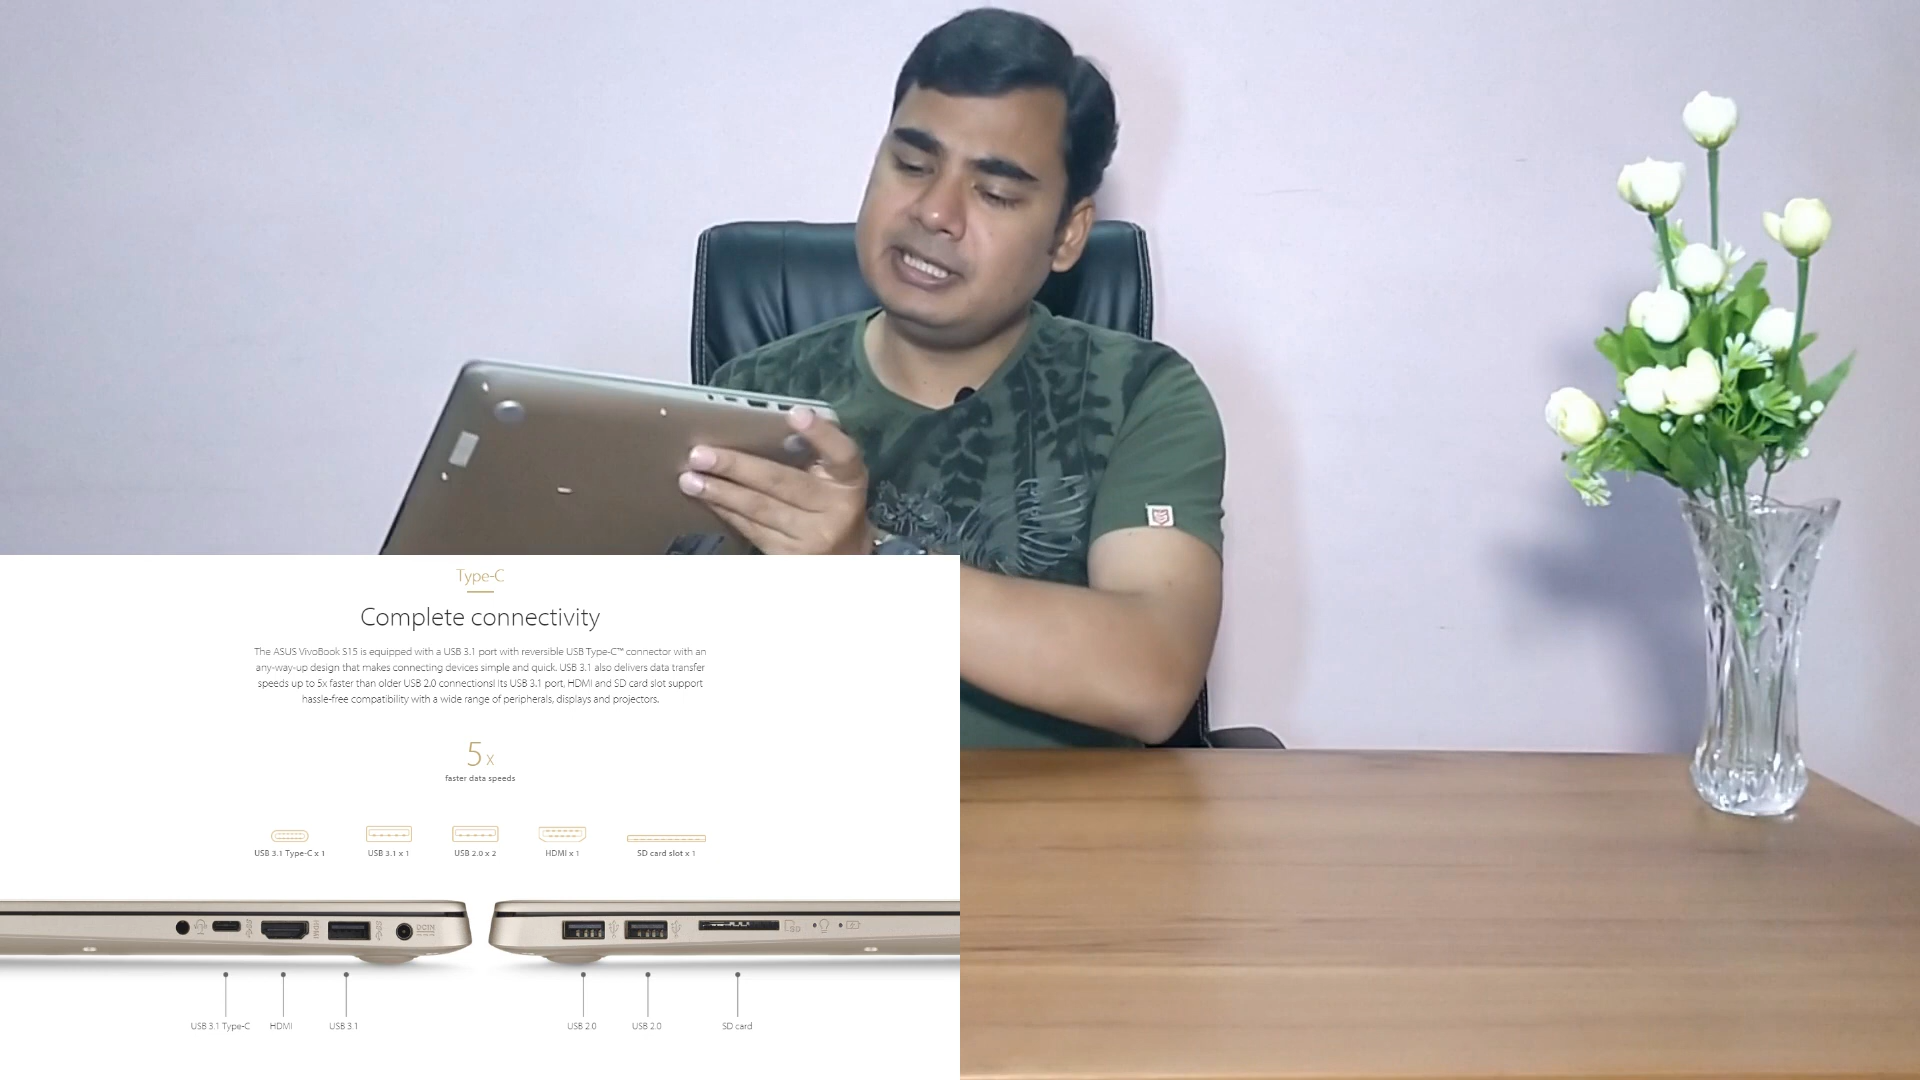 Type-C
Complete connectivity
The ASUS VivoBook S15 is equipped with a USB 3.1 port with reversible USB Type-C™ connector with an
any-way-up design that makes connecting devices simple and quick. USB 3.1 also delivers data transfer
speeds up to 5x faster than older USB 2.0 connections! Its USB 3.1 port, HDMI and SD card slot support
hassle-free compatibility with a wide range of peripherals, displays and projectors.
5 x
faster data speeds
USB 3.1 Type-C x 1 USB 3.1 x 1 USB 2.0 x 2 HDMI x 1 SD card slot x 1
HDMI DCIN SD
USB 3.1 Type-C HDMI USB 3.1 USB 2.0 USB 2.0 SD card